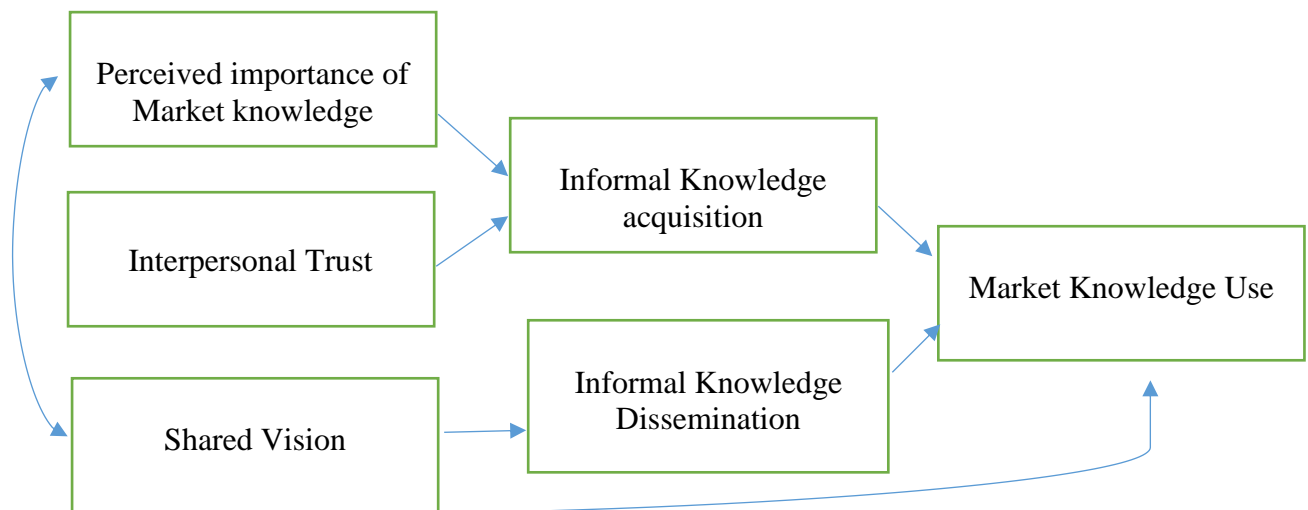 Perceived importance of
Market knowledge
Informal Knowledge
acquisition
Interpersonal Trust
Market Knowledge Use
Informal Knowledge
Dissemination
Shared Vision